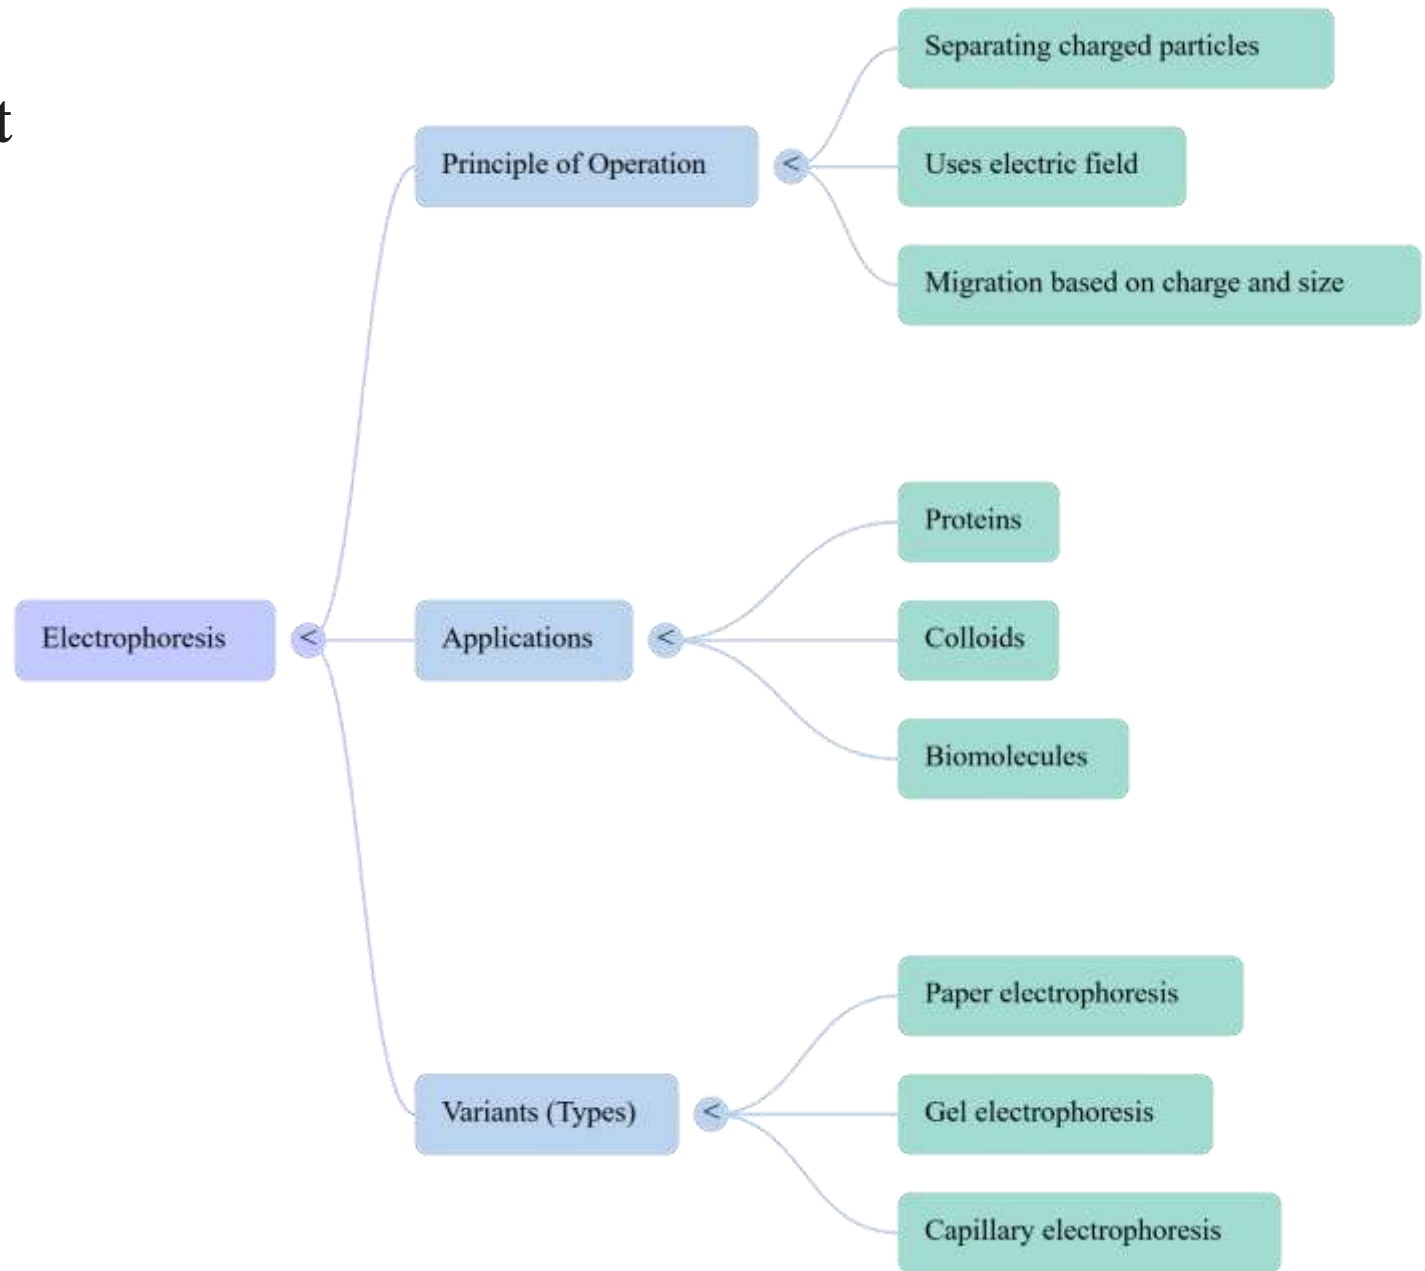 t
Electrophoresis
<
Principle of Operation
<
Separating charged particles
Uses electric field
Migration based on charge and size
Applications
<
Proteins
Colloids
Biomolecules
Variants (Types)
<
Paper electrophoresis
Gel electrophoresis
Capillary electrophoresis